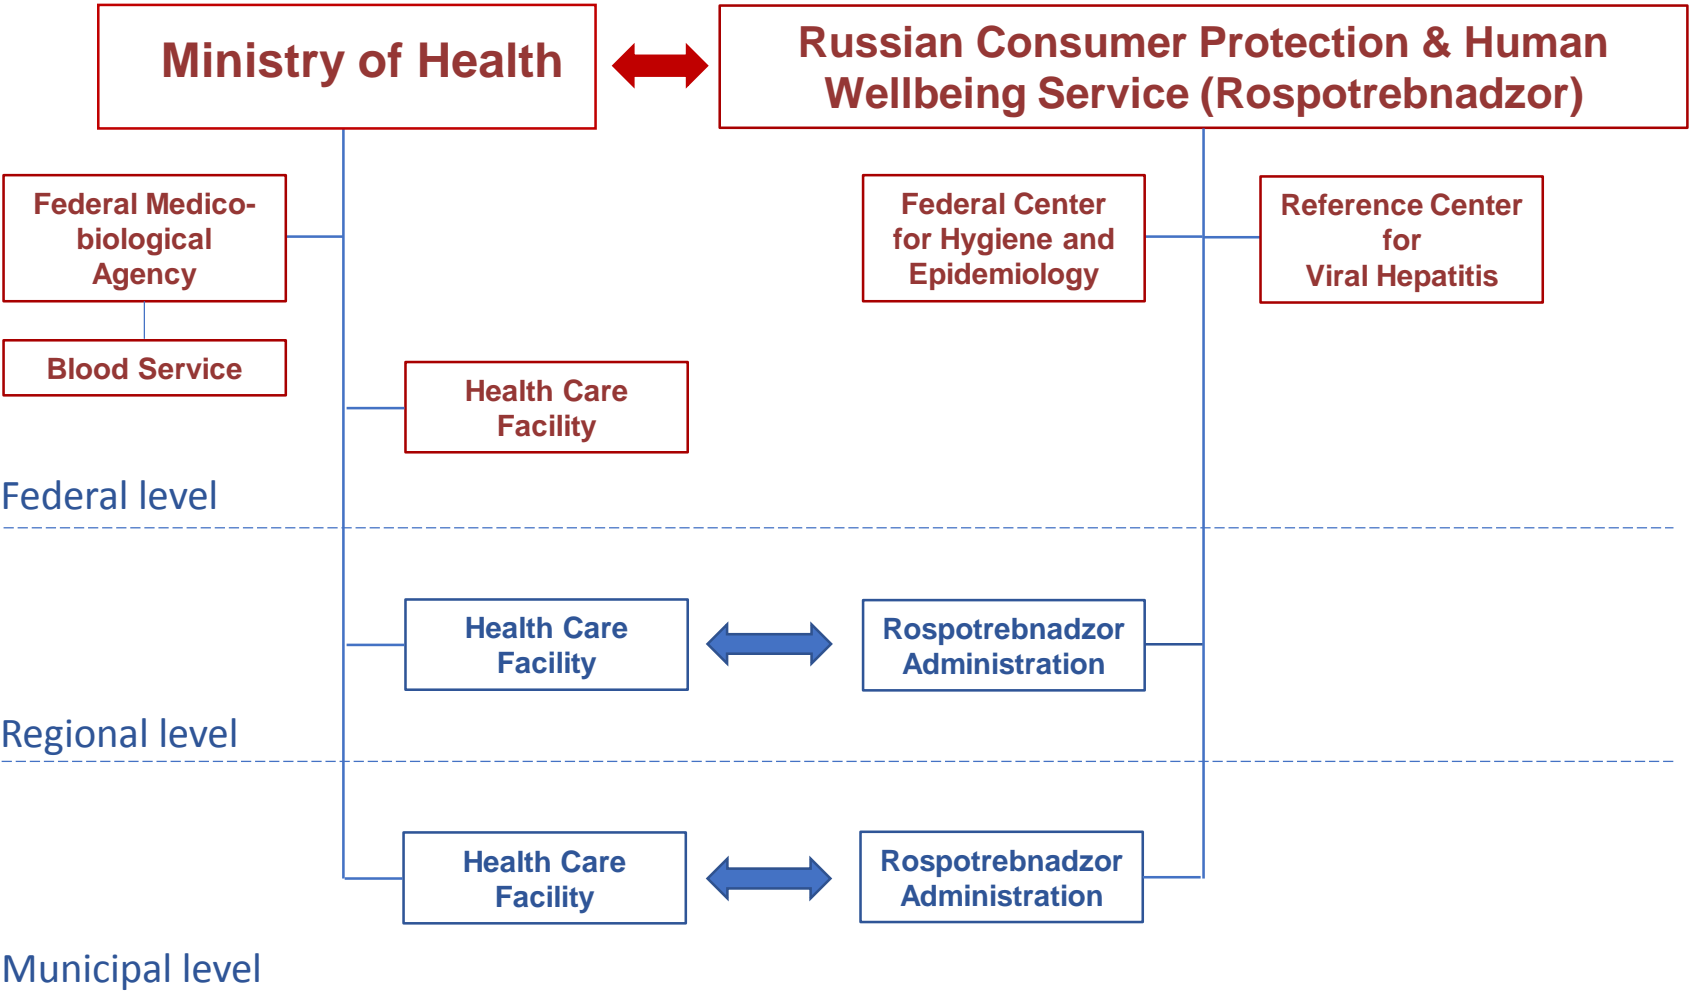 Ministry of Health
Russian Consumer Protection & Human
Wellbeing Service (Rospotrebnadzor)
Federal Medico-
biological
Agency
Federal Center
for Hygiene and
Epidemiology
Reference Center
for
Viral Hepatitis
Blood Service
Health Care
Facility
Federal level
Health Care
Facility
Rospotrebnadzor
Administration
Regional level
Health Care
Facility
Rospotrebnadzor
Administration
Municipal level